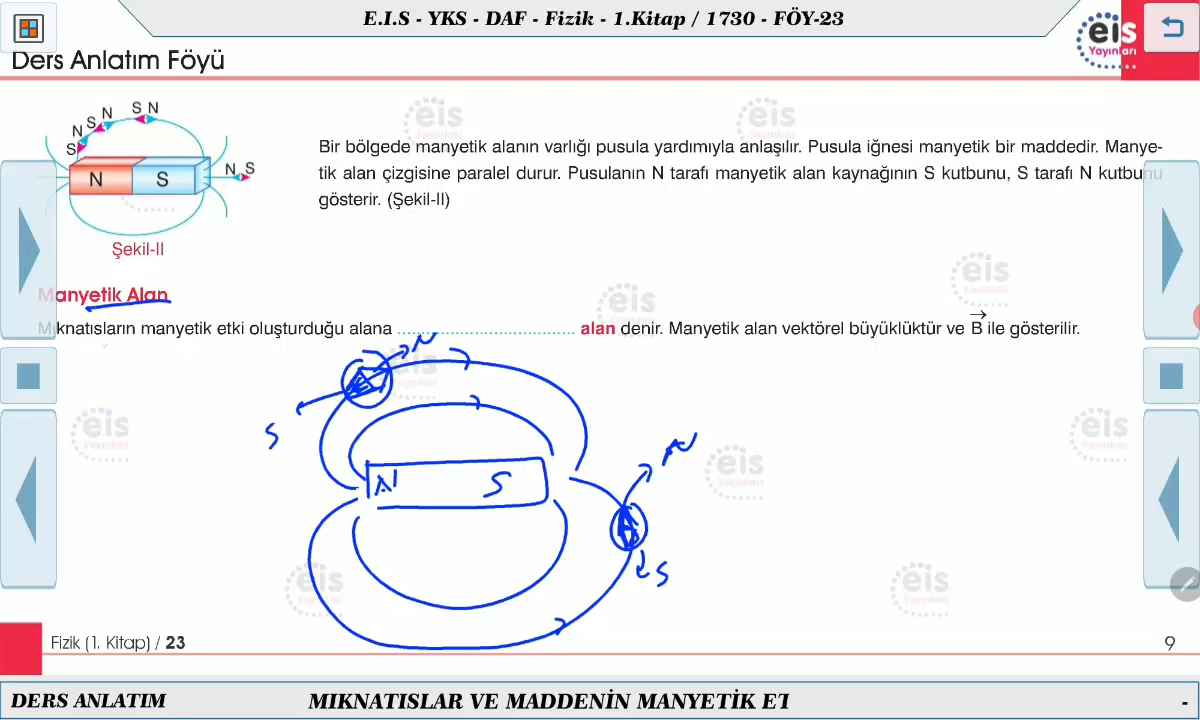 E.I.S - YKS - DAF - Fizik - 1.Kitap / 1730 - FÖY-23
eis
Yayınları
Ders Anlatım Föyü
S N
N
S
N
S
N S
N S
Şekil-II
Bir bölgede manyetik alanın varlığı pusula yardımıyla anlaşılır. Pusula iğnesi manyetik bir maddedir. Manye-
tik alan çizgisine paralel durur. Pusulanın N tarafı manyetik alan kaynağının S kutbunu, S tarafı N kutbunu
gösterir. (Şekil-II)
Manyetik Alan
Mıknatısların manyetik etki oluşturduğu alana ................................ alan denir. Manyetik alan vektörel büyüklüktür ve B ile gösterilir.
N
S
N
N S
S
Fizik (1. Kitap) / 23
9
DERS ANLATIM
MIKNATISLAR VE MADDENİN MANYETİK
-